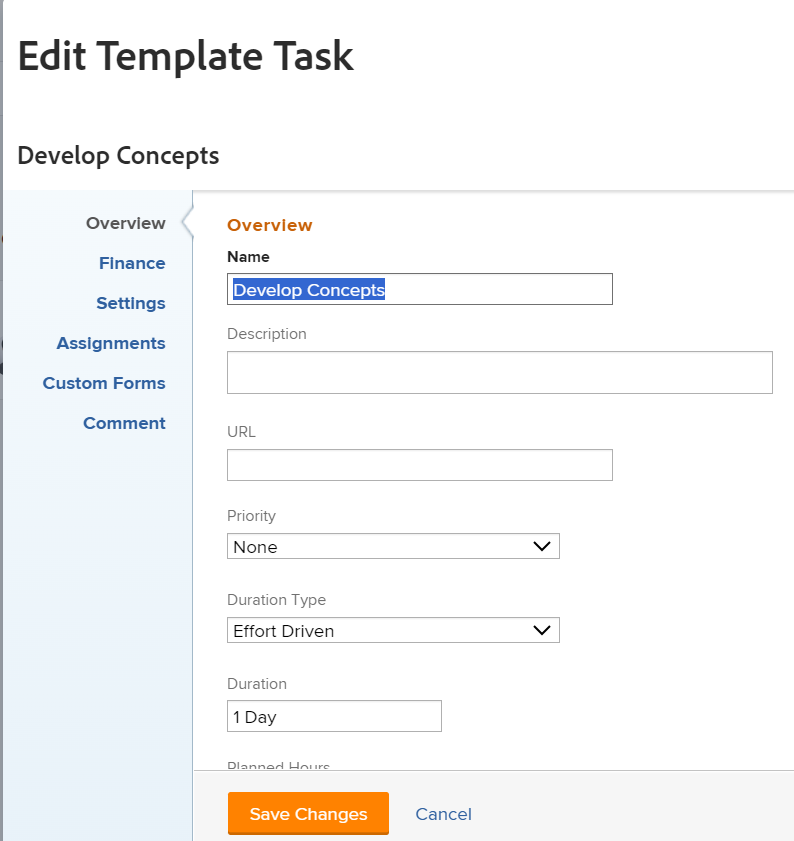 Edit Template Task
Develop Concepts
Overview
Finance
Settings
Assignments
Custom Forms
Comment
Overview
Name
Develop Concepts
Description
URL
Priority
None
Duration Type
Effort Driven
Duration
1 Day
Planned Hours
Save Changes
Cancel